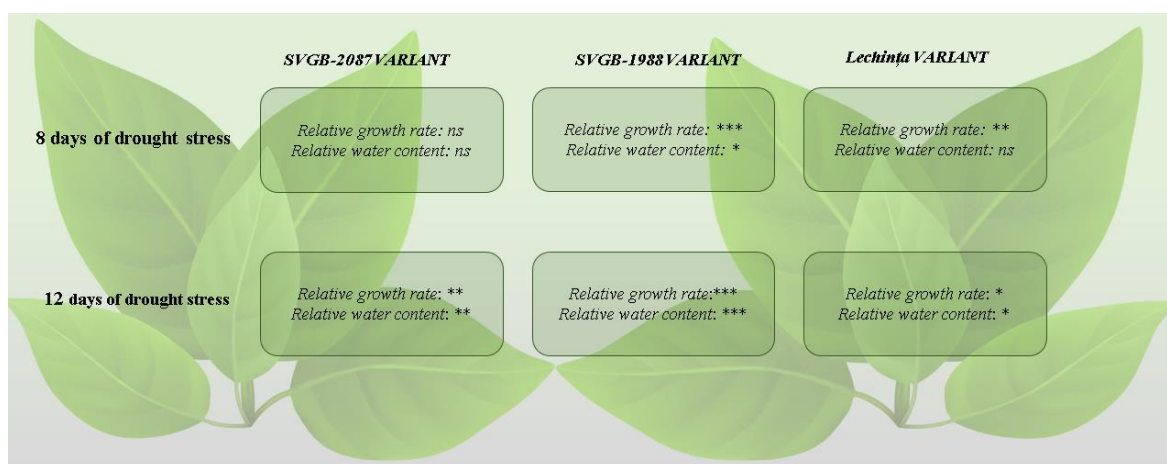 SVGB-2087 VARIANT
SVGB-1988 VARIANT
Lechința VARIANT
8 days of drought stress
Relative growth rate: ns
Relative water content: ns
Relative growth rate: ***
Relative water content: *
Relative growth rate: **
Relative water content: ns
12 days of drought stress
Relative growth rate: **
Relative water content: **
Relative growth rate:***
Relative water content: ***
Relative growth rate: *
Relative water content: *